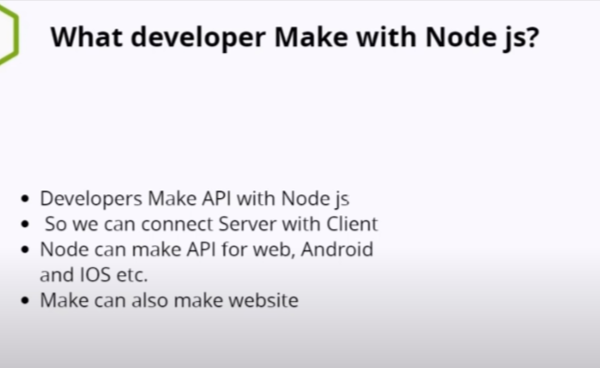 What developer Make with Node js?
• Developers Make API with Node js
• So we can connect Server with Client
• Node can make API for web, Android
and IOS etc.
• Make can also make website